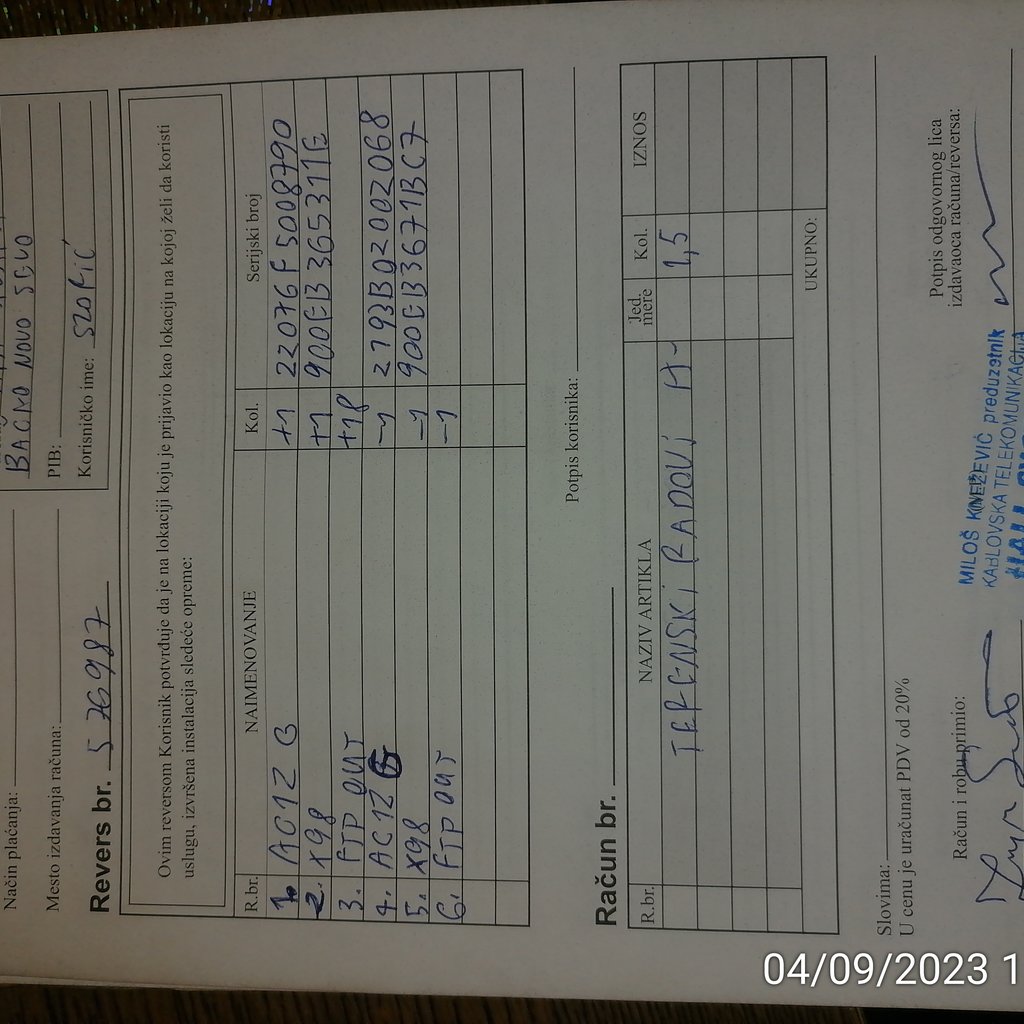 BAČKO NOVO SELO
Način plaćanja:
PIB:
Mesto izdavanja računa:
Korisničko ime: SZOFIĆ
Revers br. 576987
Ovim reversom Korisnik potvrđuje da je na lokaciji koju je prijavio kao lokaciju na kojoj želi da koristi
uslugu, izvršena instalacija sledeće opreme:
R.br. NAIMENOVANJE Kol. Serijski broj
1. AC12 G +1 22076F5008790
2. X98 +1 900EB365311E
3. FTP OUT +18
4. AC12 G -1 2193B02002068
5. X98 -1 900EB3671BC7
6. FTP OUT -1
Potpis korisnika:
Račun br.
R.br. NAZIV ARTIKLA Jed. mere Kol. IZNOS
TERENSKI RADOVI H- 1,5
UKUPNO:
Slovima:
U cenu je uračunat PDV od 20%
Račun i robu primio:
Potpis odgovornog lica
izdavaoca računa/reversa:
MILOŠ KNEŽEVIĆ preduzetnik
KABLOVSKA TELEKOMUNIKACIJA
04/09/2023 1